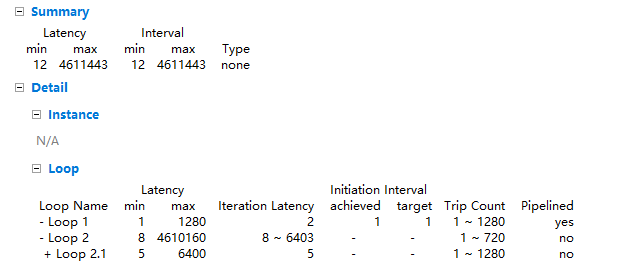 Summary
Latency Interval
min max min max Type
12 4611443 12 4611443 none
Detail
Instance
N/A
Loop
Latency Initiation Interval
Loop Name min max Iteration Latency achieved target Trip Count Pipelined
- Loop 1 1 1280 2 1 1 1 ~ 1280 yes
- Loop 2 8 4610160 8 ~ 6403 - - 1 ~ 720 no
+ Loop 2.1 5 6400 5 - - 1 ~ 1280 no